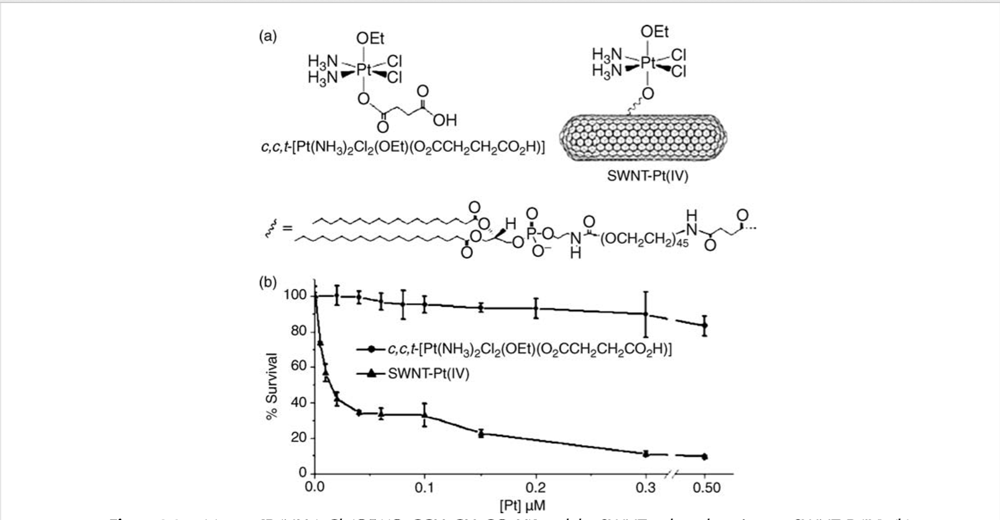 (a)
OEt
H₃N
Cl
Pt
H₃N
Cl
O
O
O
OH
c,c,t-[Pt(NH₃)₂Cl₂(OEt)(O₂CCH₂CH₂CO₂H)]
OEt
H₃N
Cl
Pt
H₃N
Cl
O
SWNT-Pt(IV)
=
O
O
H
O
O
O
O
P
O
O⁻
N
H
O
(OCH₂CH₂)₄₅
H
N
O
O
(b)
% Survival
100
80
60
40
20
0
c,c,t-[Pt(NH₃)₂Cl₂(OEt)(O₂CCH₂CH₂CO₂H)]
SWNT-Pt(IV)
0.0 0.1 0.2 0.3 0.50
[Pt] µM